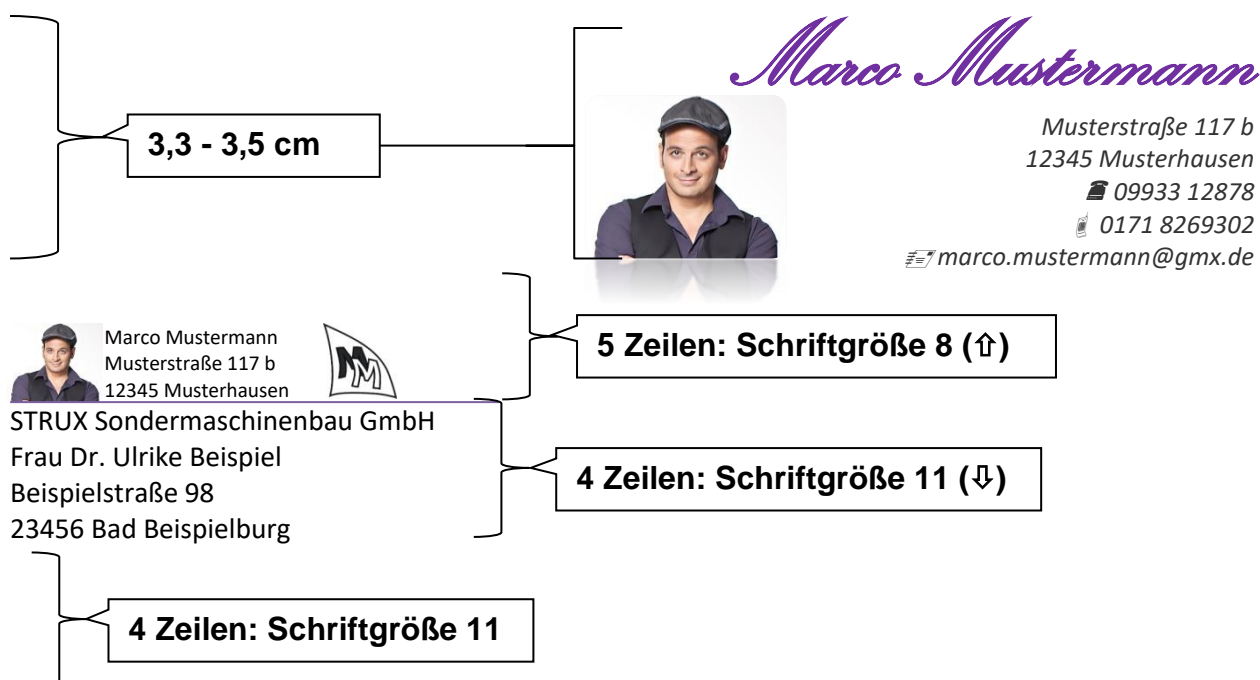 Marco Mustermann
3,3 - 3,5 cm
Musterstraße 117 b
12345 Musterhausen
☎ 09933 12878
📱 0171 8269302
🖃 marco.mustermann@gmx.de
5 Zeilen: Schriftgröße 8 (⇧)
Marco Mustermann
Musterstraße 117 b
12345 Musterhausen
MM
STRUX Sondermaschinenbau GmbH
Frau Dr. Ulrike Beispiel
Beispielstraße 98
23456 Bad Beispielburg
4 Zeilen: Schriftgröße 11 (⇩)
4 Zeilen: Schriftgröße 11